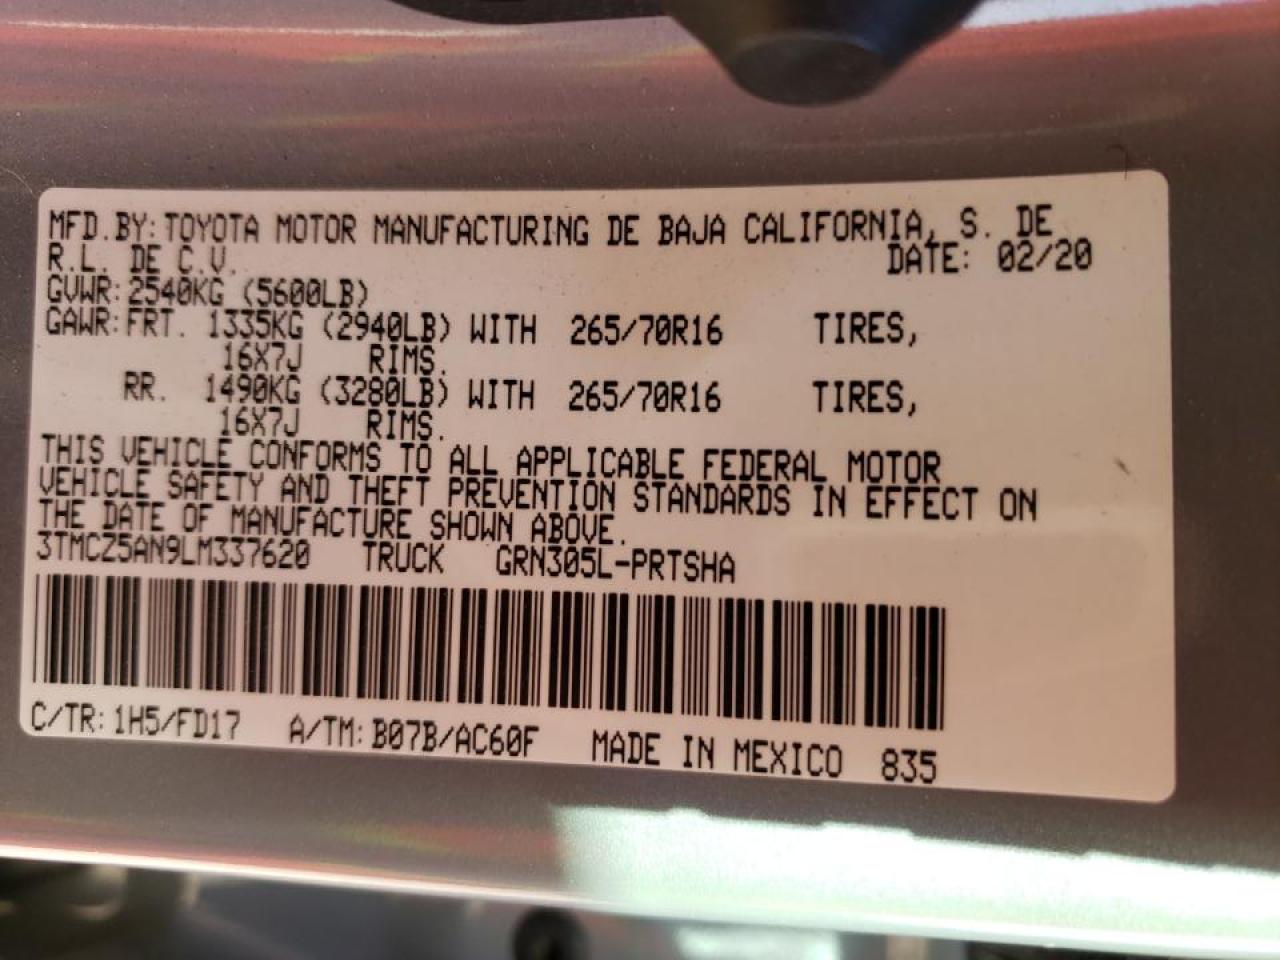 MFD.BY: TOYOTA MOTOR MANUFACTURING DE BAJA CALIFORNIA, S. DE
R.L. DE C.V. DATE: 02/20
GVWR: 2540KG (5600LB)
GAWR: FRT. 1335KG (2940LB) WITH 265/70R16 TIRES,
16X7J RIMS.
RR. 1490KG (3280LB) WITH 265/70R16 TIRES,
16X7J RIMS.
THIS VEHICLE CONFORMS TO ALL APPLICABLE FEDERAL MOTOR
VEHICLE SAFETY AND THEFT PREVENTION STANDARDS IN EFFECT ON
THE DATE OF MANUFACTURE SHOWN ABOVE.
3TMCZ5AN9LM337620 TRUCK GRN305L-PRTSHA
C/TR: 1H5/FD17 A/TM: B07B/AC60F MADE IN MEXICO 835